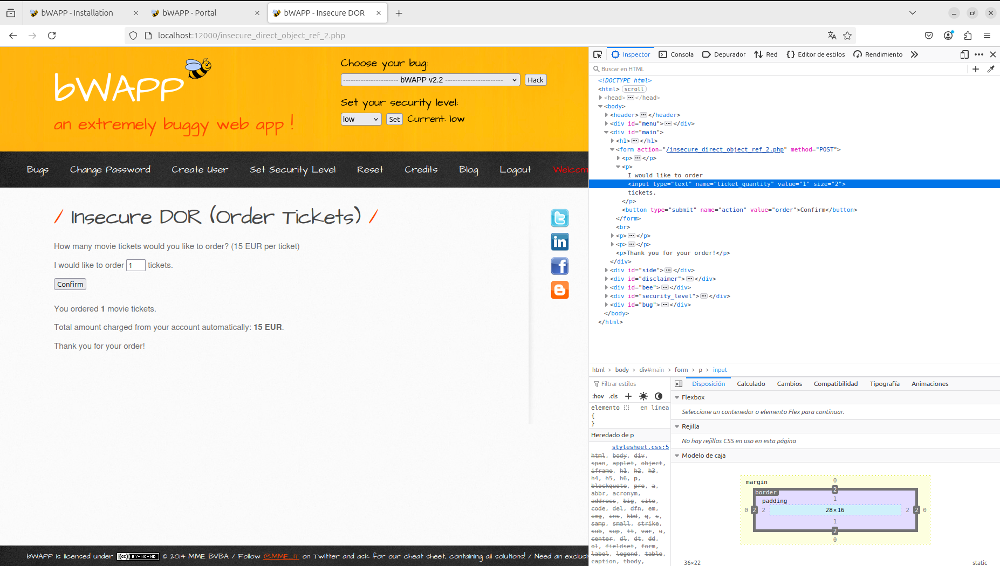 bWAPP - Installation
bWAPP - Portal
bWAPP - Insecure DOR
localhost:12000/insecure_direct_object_ref_2.php
bWAPP
an extremely buggy web app !
Choose your bug:
---------------------- bWAPP v2.2 -----------------------
Hack
Set your security level:
low
Set
Current: low
Bugs
Change Password
Create User
Set Security Level
Reset
Credits
Blog
Logout
Welcom
/ Insecure DOR (Order Tickets) /
How many movie tickets would you like to order? (15 EUR per ticket)
I would like to order 1 tickets.
Confirm
You ordered 1 movie tickets.
Total amount charged from your account automatically: 15 EUR.
Thank you for your order!
bWAPP is licensed under (cc) BY-NC-ND © 2014 MME BVBA / Follow @MME_IT on Twitter and ask for our cheat sheet, containing all solutions! / Need an exclusiv
Inspector
Consola
Depurador
Red
Editor de estilos
Rendimiento
Buscar en HTML
<!DOCTYPE html>
<html> scroll
<head> ... </head>
<body>
<header> ... </header>
<div id="menu"> ... </div>
<div id="main">
<h1> ... </h1>
<form action="/insecure_direct_object_ref_2.php" method="POST">
<p> ... </p>
<p>
I would like to order
<input type="text" name="ticket_quantity" value="1" size="2">
tickets.
</p>
<button type="submit" name="action" value="order">Confirm</button>
</form>
<br>
<p> ... </p>
<p> ... </p>
<p>Thank you for your order!</p>
</div>
<div id="side"> ... </div>
<div id="disclaimer"> ... </div>
<div id="bee"> ... </div>
<div id="security_level"> ... </div>
<div id="bug"> ... </div>
</body>
</html>
html > body > div#main > form > p > input
Filtrar estilos
:hov .cls
elemento en línea
{
}
Heredado de p
stylesheet.css:5
html, body, div,
span, applet, object,
iframe, h1, h2, h3,
h4, h5, h6, p,
blockquote, pre, a,
abbr, acronym,
address, big, cite,
code, del, dfn, em,
img, ins, kbd, q, s,
samp, small, strike,
sub, sup, tt, var, u,
center, dl, dt, dd,
ol, fieldset, form,
label, legend, table,
caption, tbody,
Disposición
Calculado
Cambios
Compatibilidad
Tipografía
Animaciones
Flexbox
Seleccione un contenedor o elemento Flex para continuar.
Rejilla
No hay rejillas CSS en uso en esta página
Modelo de caja
margin
0
border
2
padding
1
0 2 2 28×16 2 2 0
1
2
0
36×22
static